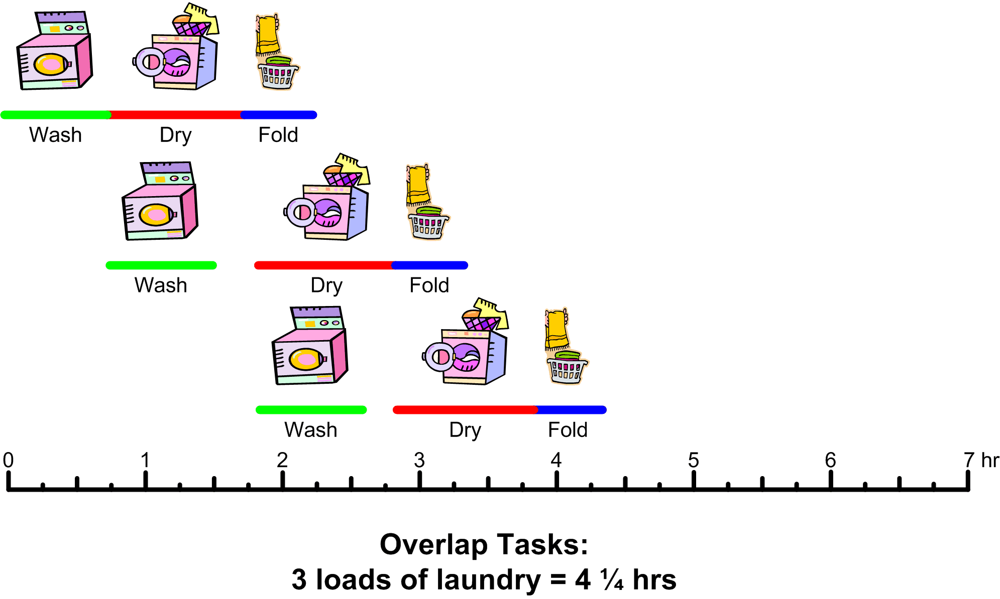 Wash Dry Fold
Wash Dry Fold
Wash Dry Fold
0 1 2 3 4 5 6 7 hr
Overlap Tasks:
3 loads of laundry = 4 ¼ hrs